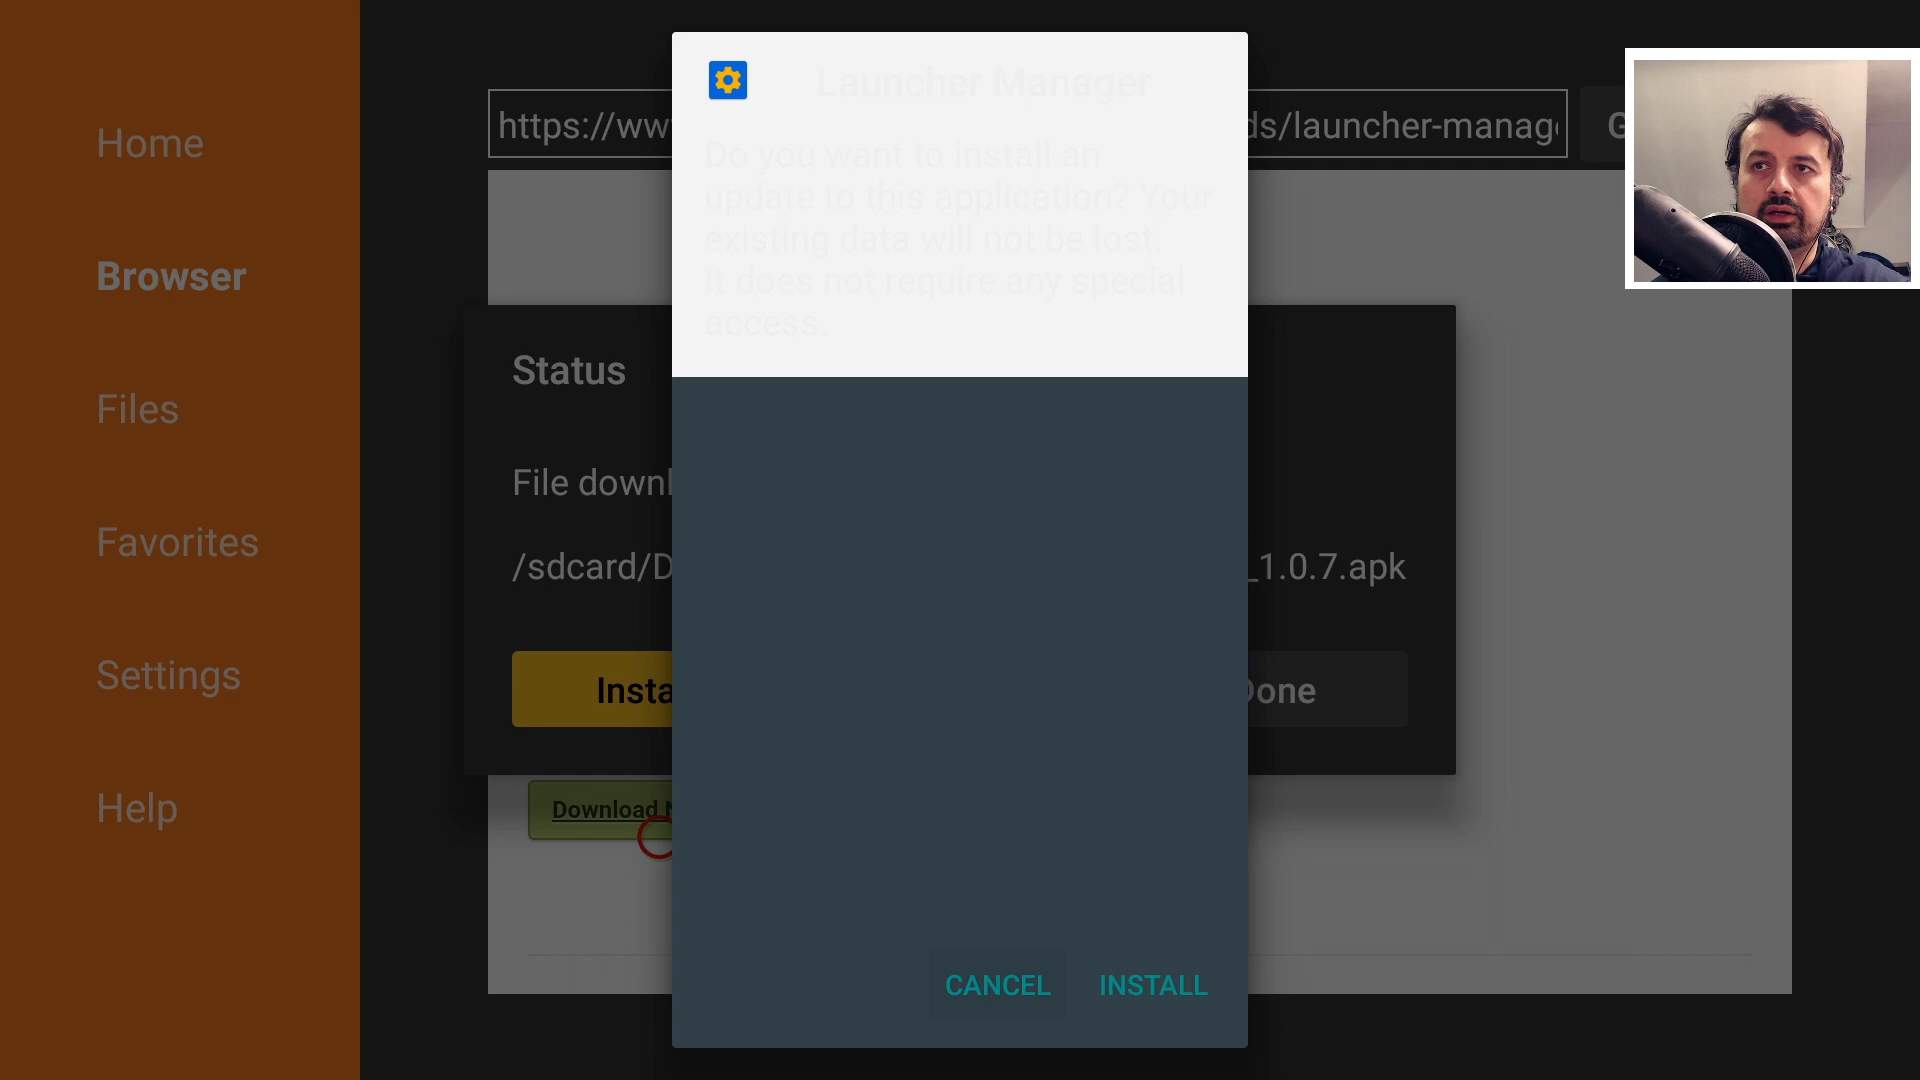 Home
Browser
Files
Favorites
Settings
Help
https://ww
ds/launcher-manag
G
Launcher Manager
Do you want to install an
update to this application? Your
existing data will not be lost.
It does not require any special
access.
Status
File downl
/sdcard/D
_1.0.7.apk
Insta
Done
Download
CANCEL
INSTALL